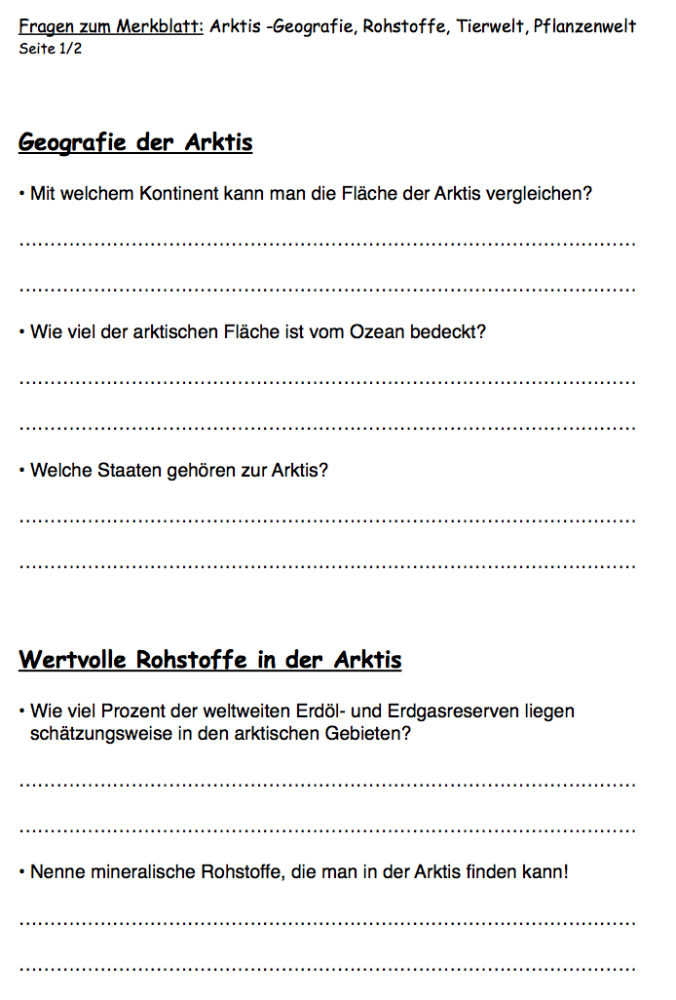 Fragen zum Merkblatt: Arktis -Geografie, Rohstoffe, Tierwelt, Pflanzenwelt
Seite 1/2
Geografie der Arktis
• Mit welchem Kontinent kann man die Fläche der Arktis vergleichen?
• Wie viel der arktischen Fläche ist vom Ozean bedeckt?
• Welche Staaten gehören zur Arktis?
Wertvolle Rohstoffe in der Arktis
• Wie viel Prozent der weltweiten Erdöl- und Erdgasreserven liegen
schätzungsweise in den arktischen Gebieten?
• Nenne mineralische Rohstoffe, die man in der Arktis finden kann!